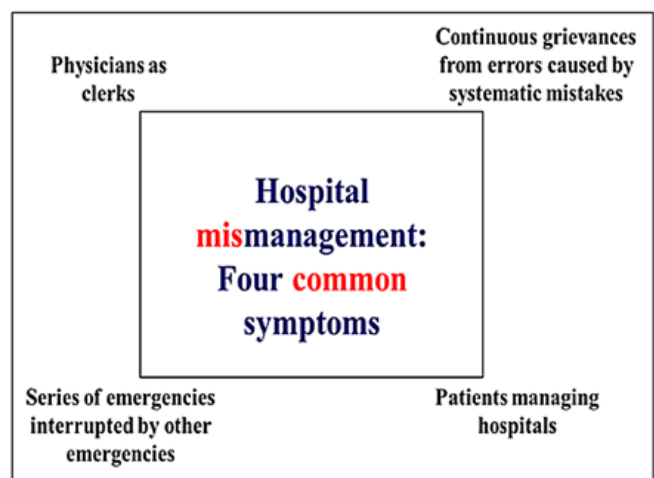 Physicians as
clerks
Continuous grievances
from errors caused by
systematic mistakes
Hospital
mismanagement:
Four common
symptoms
Series of emergencies
interrupted by other
emergencies
Patients managing
hospitals